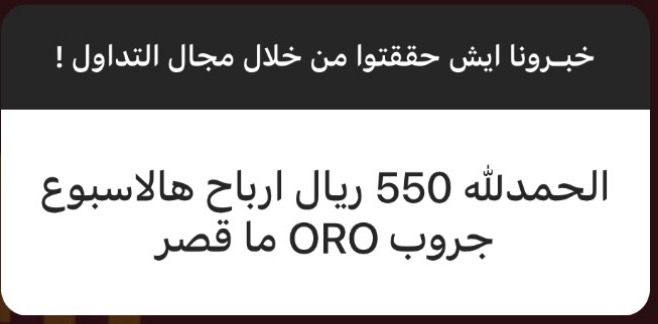 خبـرونا ايش حققتوا من خلال مجال التداول !
الحمدلله 550 ريال ارباح هالاسبوع
جروب ORO ما قصر